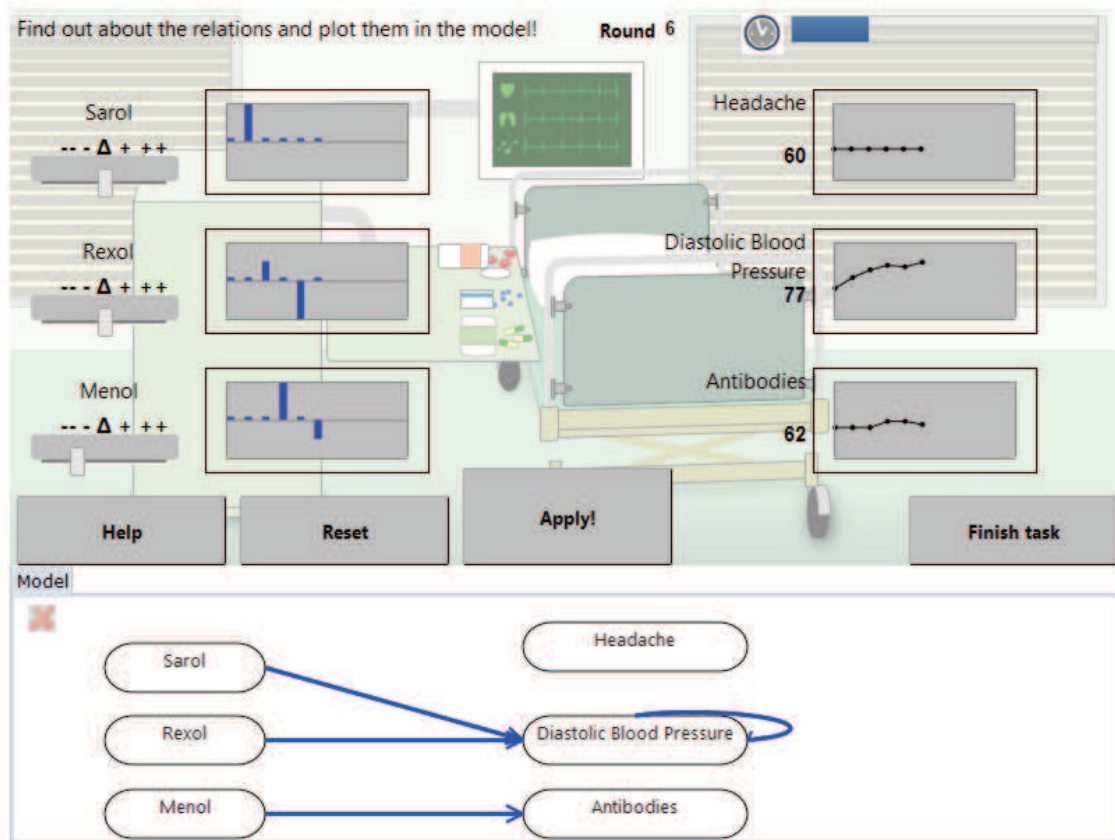 Find out about the relations and plot them in the model!
Round 6
Sarol
-- - Δ + ++
Headache
60
Rexol
-- - Δ + ++
Diastolic Blood
Pressure
77
Menol
-- - Δ + ++
Antibodies
62
Help
Reset
Apply!
Finish task
Model
Sarol
Headache
Rexol
Diastolic Blood Pressure
Menol
Antibodies